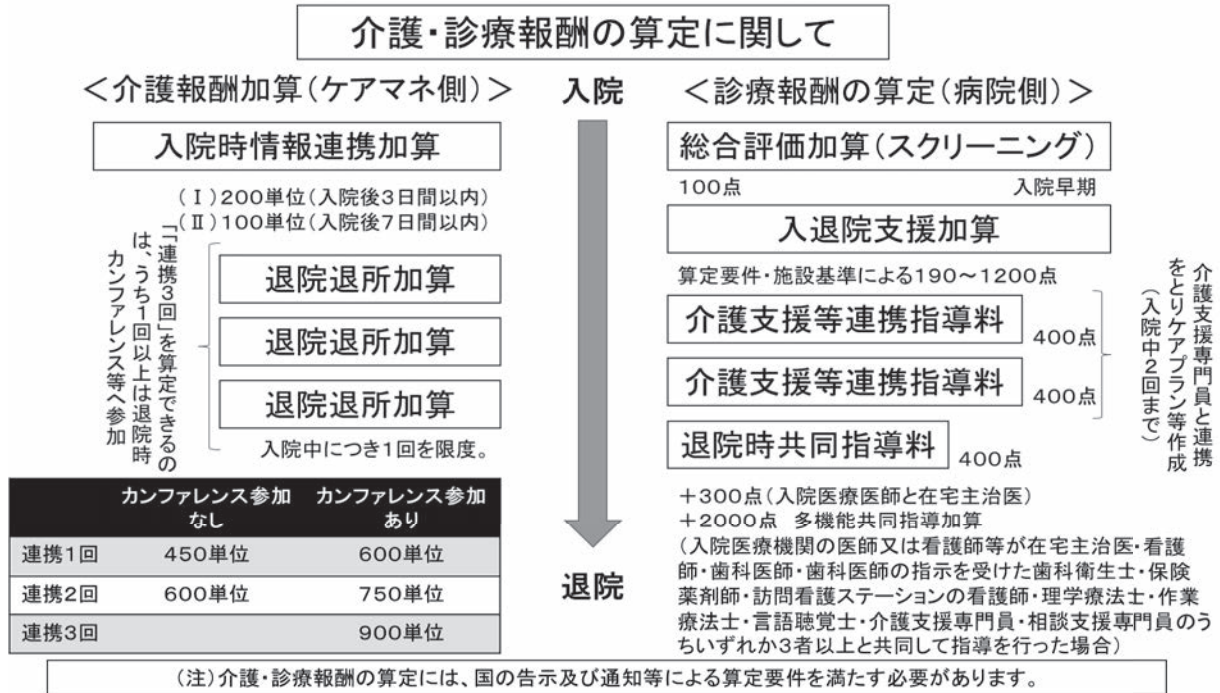 介護・診療報酬の算定に関して
＜介護報酬加算(ケアマネ側)＞
入院時情報連携加算
(Ⅰ)200単位(入院後3日間以内)
(Ⅱ)100単位(入院後7日間以内)
「「連携3回」を算定できるの
は、うち1回以上は退院時
カンファレンス等へ参加
退院退所加算
退院退所加算
退院退所加算
入院中につき1回を限度。
カンファレンス参加なし カンファレンス参加あり
連携1回 450単位 600単位
連携2回 600単位 750単位
連携3回 900単位
入院
退院
＜診療報酬の算定(病院側)＞
総合評価加算(スクリーニング)
100点 入院早期
入退院支援加算
算定要件・施設基準による190～1200点
介護支援等連携指導料 400点
介護支援等連携指導料 400点
介護支援専門員と連携
をとりケアプラン等作成
(入院中2回まで)
退院時共同指導料 400点
＋300点(入院医療医師と在宅主治医)
＋2000点 多機能共同指導加算
(入院医療機関の医師又は看護師等が在宅主治医・看護
師・歯科医師・歯科医師の指示を受けた歯科衛生士・保険
薬剤師・訪問看護ステーションの看護師・理学療法士・作業
療法士・言語聴覚士・介護支援専門員・相談支援専門員のう
ちいずれか3者以上と共同して指導を行った場合)
(注)介護・診療報酬の算定には、国の告示及び通知等による算定要件を満たす必要があります。